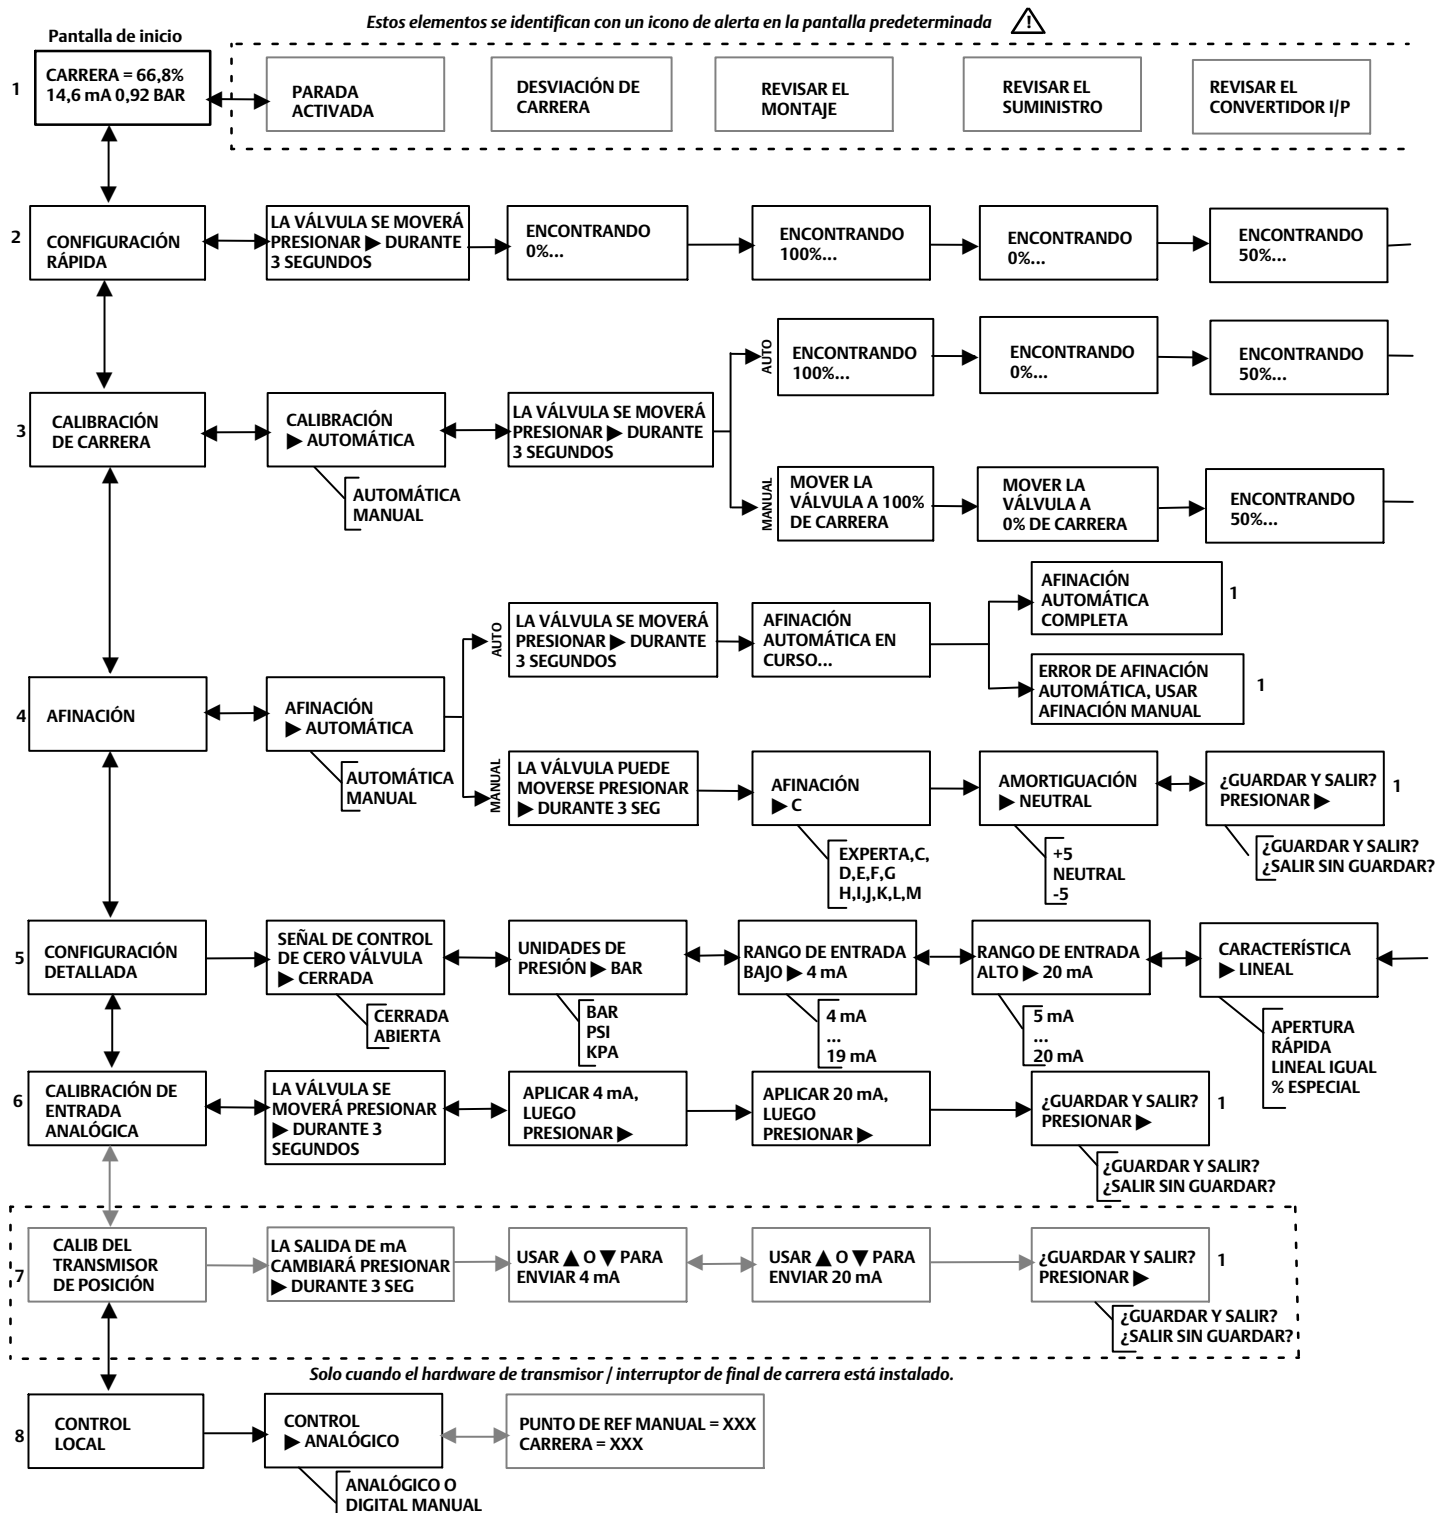 Estos elementos se identifican con un icono de alerta en la pantalla predeterminada
Pantalla de inicio
1
CARRERA = 66,8%
14,6 mA 0,92 BAR
PARADA
ACTIVADA
DESVIACIÓN DE
CARRERA
REVISAR EL
MONTAJE
REVISAR EL
SUMINISTRO
REVISAR EL
CONVERTIDOR I/P
2
CONFIGURACIÓN
RÁPIDA
LA VÁLVULA SE MOVERÁ
PRESIONAR ▶ DURANTE
3 SEGUNDOS
ENCONTRANDO
0%...
ENCONTRANDO
100%...
ENCONTRANDO
0%...
ENCONTRANDO
50%...
3
CALIBRACIÓN
DE CARRERA
CALIBRACIÓN
▶ AUTOMÁTICA
AUTOMÁTICA
MANUAL
LA VÁLVULA SE MOVERÁ
PRESIONAR ▶ DURANTE
3 SEGUNDOS
AUTO
ENCONTRANDO
100%...
ENCONTRANDO
0%...
ENCONTRANDO
50%...
MANUAL
MOVER LA
VÁLVULA A 100%
DE CARRERA
MOVER LA
VÁLVULA A
0% DE CARRERA
ENCONTRANDO
50%...
4
AFINACIÓN
AFINACIÓN
▶ AUTOMÁTICA
AUTOMÁTICA
MANUAL
AUTO
LA VÁLVULA SE MOVERÁ
PRESIONAR ▶ DURANTE
3 SEGUNDOS
AFINACIÓN
AUTOMÁTICA EN
CURSO...
AFINACIÓN
AUTOMÁTICA
COMPLETA
1
ERROR DE AFINACIÓN
AUTOMÁTICA, USAR
AFINACIÓN MANUAL
1
MANUAL
LA VÁLVULA PUEDE
MOVERSE PRESIONAR
▶ DURANTE 3 SEG
AFINACIÓN
▶ C
EXPERTA,C,
D,E,F,G
H,I,J,K,L,M
AMORTIGUACIÓN
▶ NEUTRAL
+5
NEUTRAL
-5
¿GUARDAR Y SALIR?
PRESIONAR ▶
1
¿GUARDAR Y SALIR?
¿SALIR SIN GUARDAR?
5
CONFIGURACIÓN
DETALLADA
SEÑAL DE CONTROL
DE CERO VÁLVULA
▶ CERRADA
CERRADA
ABIERTA
UNIDADES DE
PRESIÓN ▶ BAR
BAR
PSI
KPA
RANGO DE ENTRADA
BAJO ▶ 4 mA
4 mA
...
19 mA
RANGO DE ENTRADA
ALTO ▶ 20 mA
5 mA
...
20 mA
CARACTERÍSTICA
▶ LINEAL
APERTURA
RÁPIDA
LINEAL IGUAL
% ESPECIAL
6
CALIBRACIÓN DE
ENTRADA
ANALÓGICA
LA VÁLVULA SE
MOVERÁ PRESIONAR
▶ DURANTE 3
SEGUNDOS
APLICAR 4 mA,
LUEGO
PRESIONAR ▶
APLICAR 20 mA,
LUEGO
PRESIONAR ▶
¿GUARDAR Y SALIR?
PRESIONAR ▶
1
¿GUARDAR Y SALIR?
¿SALIR SIN GUARDAR?
7
CALIB DEL
TRANSMISOR
DE POSICIÓN
LA SALIDA DE mA
CAMBIARÁ PRESIONAR
▶ DURANTE 3 SEG
USAR ▲ O ▼ PARA
ENVIAR 4 mA
USAR ▲ O ▼ PARA
ENVIAR 20 mA
¿GUARDAR Y SALIR?
PRESIONAR ▶
1
¿GUARDAR Y SALIR?
¿SALIR SIN GUARDAR?
Solo cuando el hardware de transmisor / interruptor de final de carrera está instalado.
8
CONTROL
LOCAL
CONTROL
▶ ANALÓGICO
ANALÓGICO O
DIGITAL MANUAL
PUNTO DE REF MANUAL = XXX
CARRERA = XXX